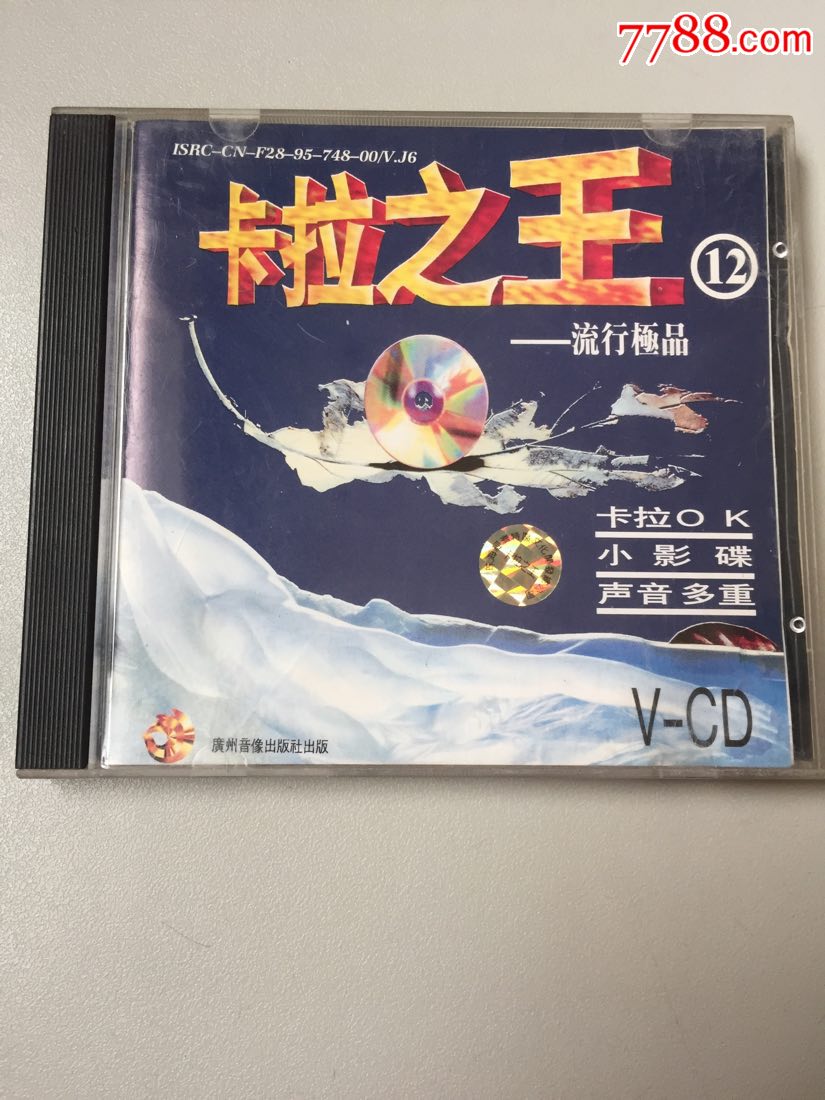 7788.com
ISRC-CN-F28-95-748-00/V.J6
卡拉之王
12
——流行極品
卡拉OK
小影碟
声音多重
V-CD
廣州音像出版社出版